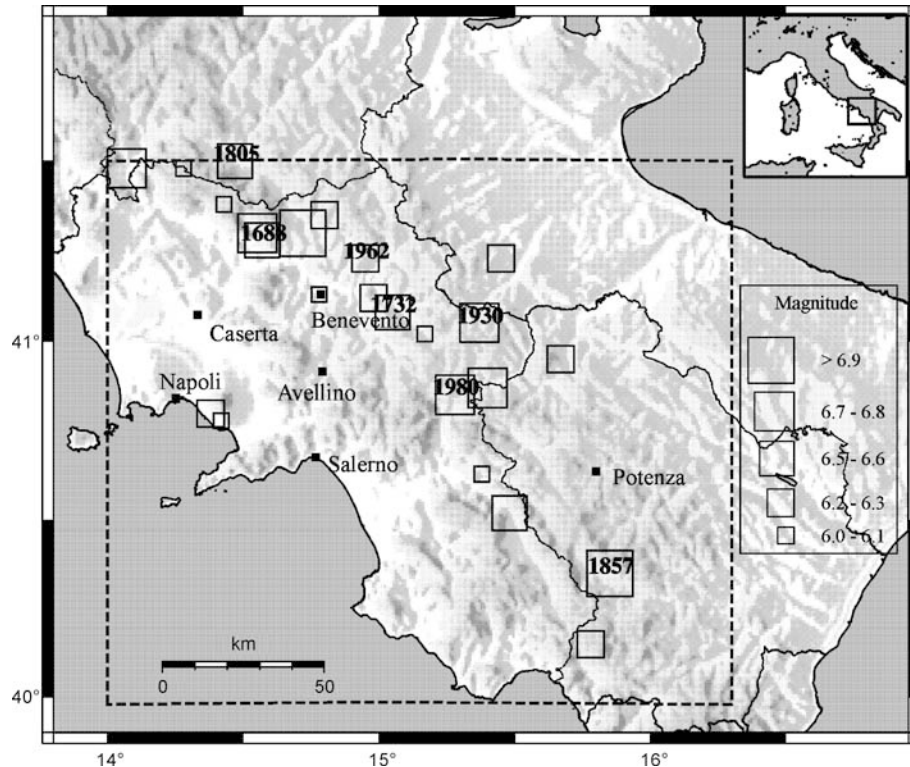 1805
1688
1962
1732
Benevento
41°
1930
Caserta
Magnitude
> 6.9
Napoli
Avellino
1980
6.7 - 6.8
Salerno
Potenza
6.5 - 6.6
6.2 - 6.3
6.0 - 6.1
1857
km
0 50
40°
14° 15° 16°